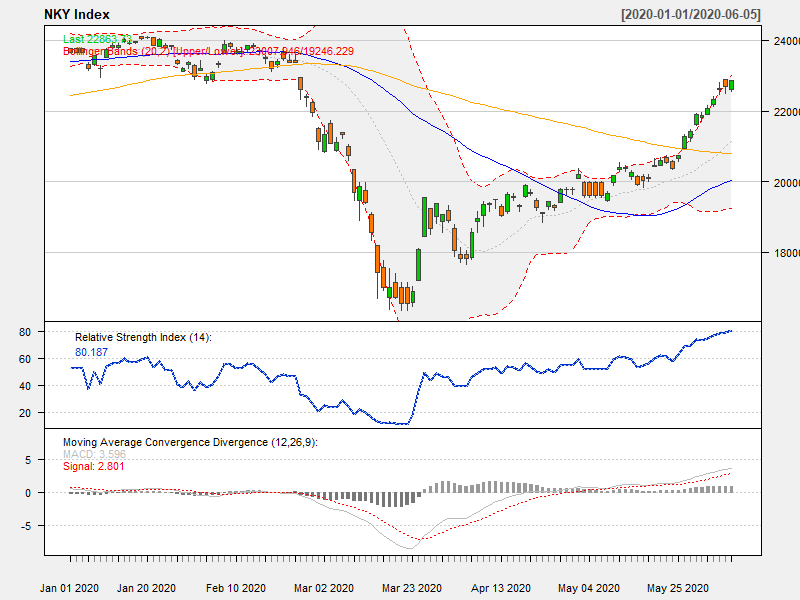 NKY Index [2020-01-01/2020-06-05]
Last 22863.73
Bollinger Bands (20,2) [Upper/Lower]: 23007.946/19246.229
24000
22000
20000
18000
Relative Strength Index (14):
80.187
80
60
40
20
Moving Average Convergence Divergence (12,26,9):
MACD: 3.596
Signal: 2.801
5
0
-5
Jan 01 2020 Jan 20 2020 Feb 10 2020 Mar 02 2020 Mar 23 2020 Apr 13 2020 May 04 2020 May 25 2020